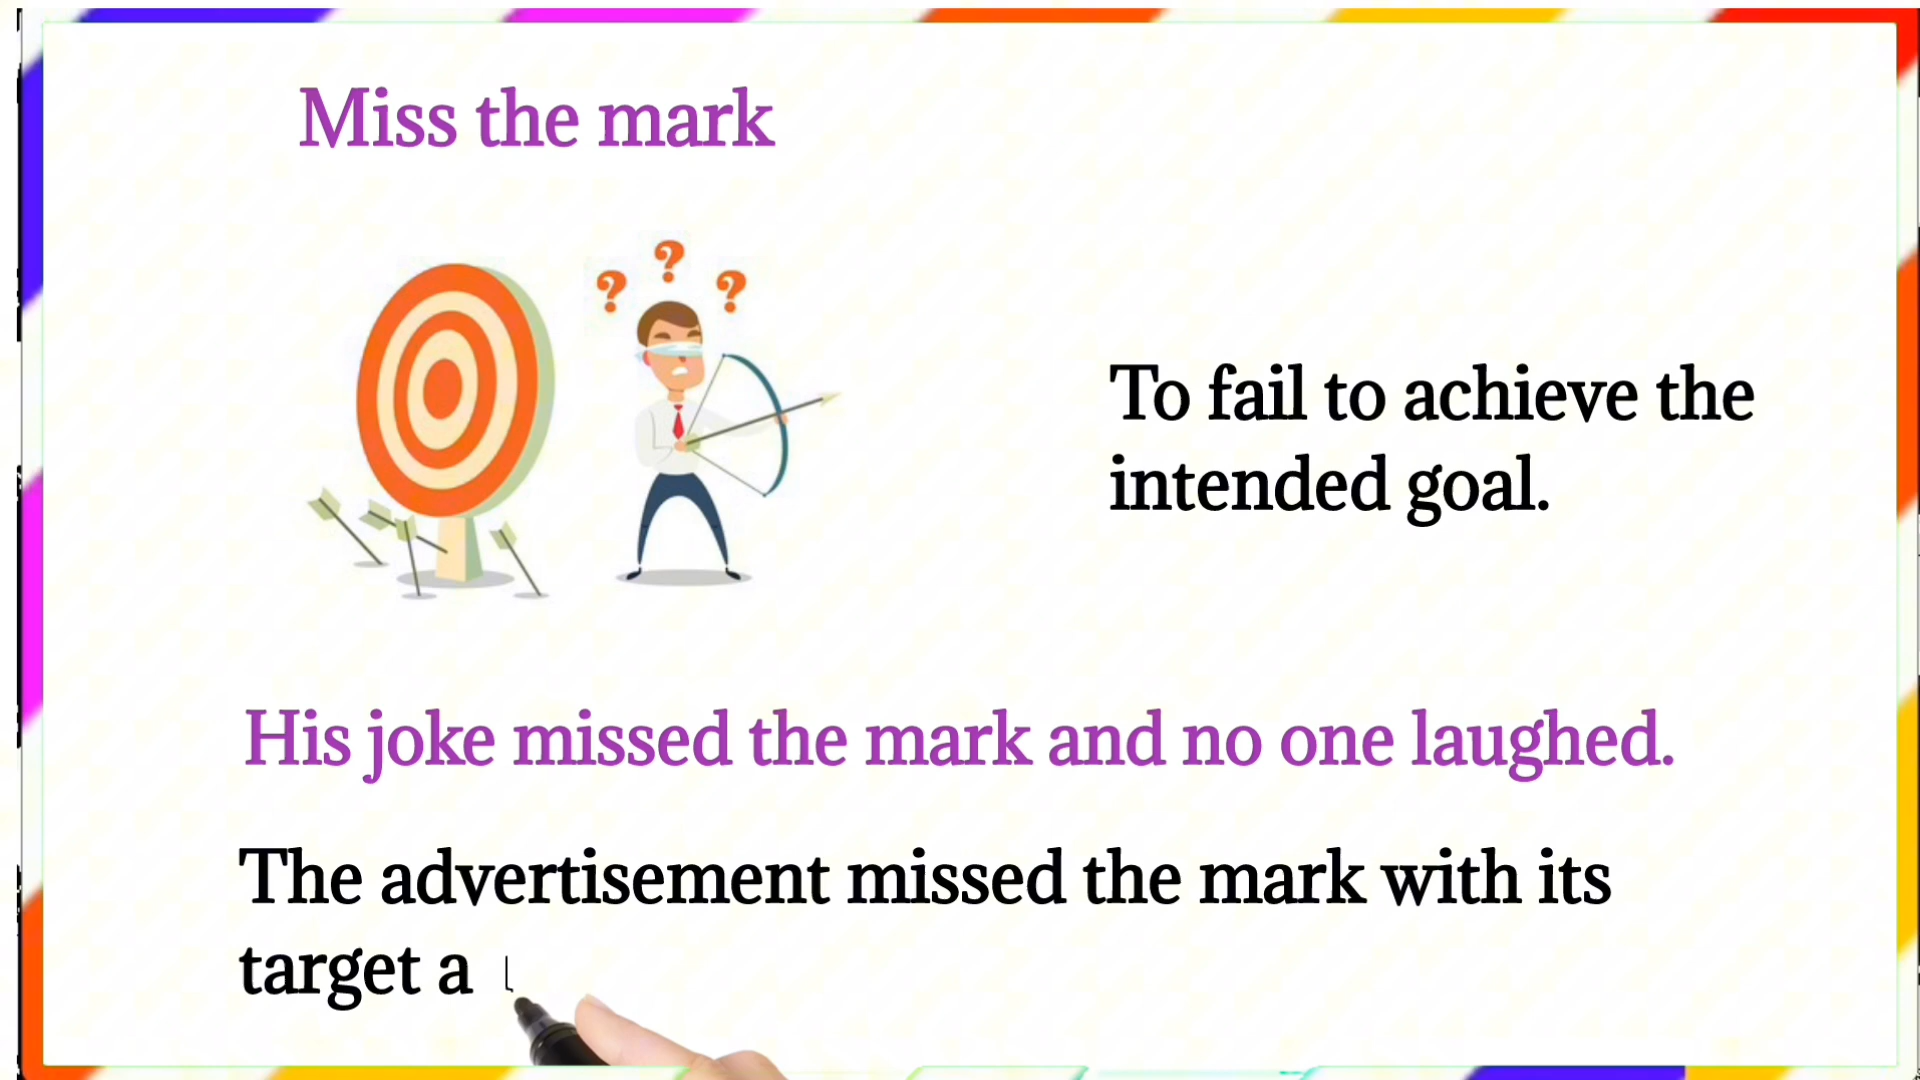 Miss the mark
? ? ?
To fail to achieve the
intended goal.
His joke missed the mark and no one laughed.
The advertisement missed the mark with its
target a